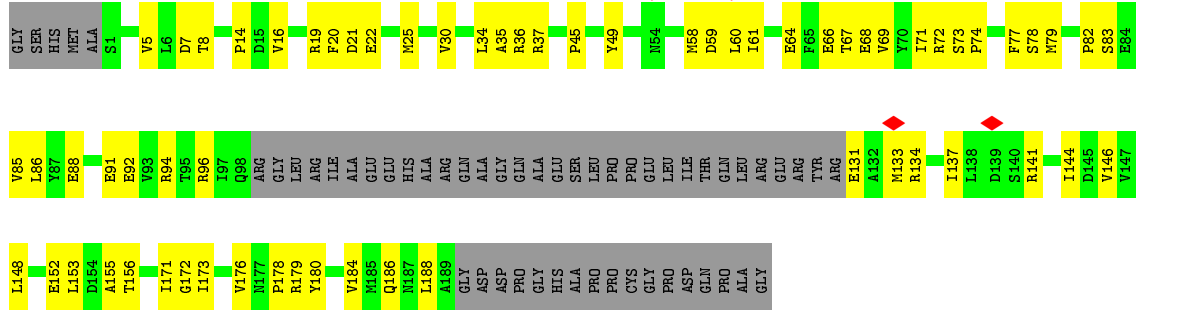 GLY SER HIS MET ALA S1 V5 L6 D7 T8 P14 D15 V16 R19 F20 D21 E22 M25 V30 L34 A35 R36 R37 P45 Y49 N54 M58 D59 L60 I61 E64 F65 E66 T67 E68 V69 Y70 I71 R72 S73 P74 F77 S78 M79 P82 S83 E84
V85 L86 Y87 E88 E91 E92 V93 R94 T95 R96 I97 Q98 ARG GLY LEU ARG ILE ALA GLU GLU HIS ALA ARG GLN ALA GLY GLN ALA GLU SER LEU PRO PRO GLU LEU ILE THR GLN LEU ARG GLU ARG TYR ARG E131 A132 M133 R134 I137 L138 D139 S140 R141 I144 D145 V146 V147
L148 E152 L153 D154 A155 T156 I171 G172 I173 V176 N177 P178 R179 Y180 V184 M185 Q186 N187 L188 A189 GLY ASP ASP PRO GLY HIS ALA PRO PRO CYS GLY PRO ASP GLN PRO ALA GLY